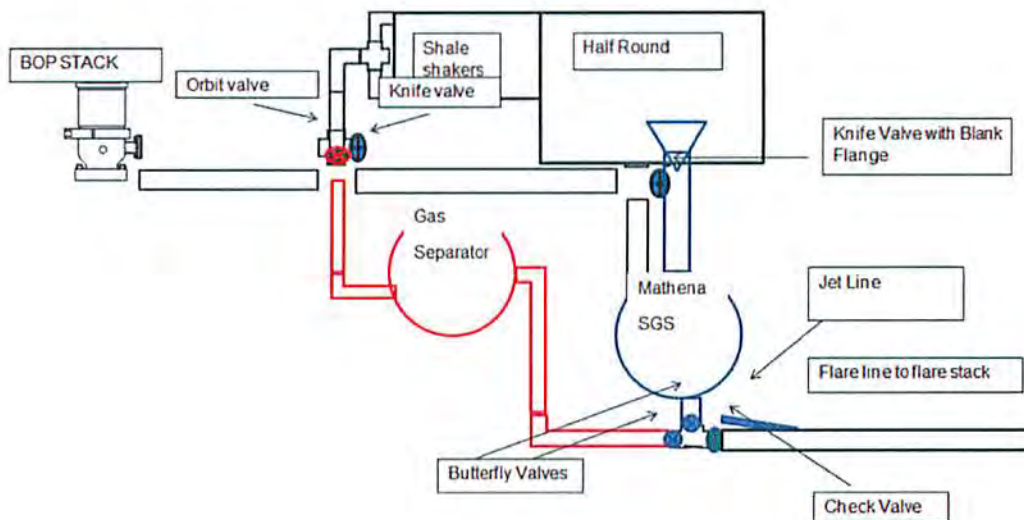 BOP STACK
Orbit valve
Shale
shakers
Knife valve
Half Round
Knife Valve with Blank
Flange
Gas
Separator
Mathena
SGS
Jet Line
Flare line to flare stack
Butterfly Valves
Check Valve